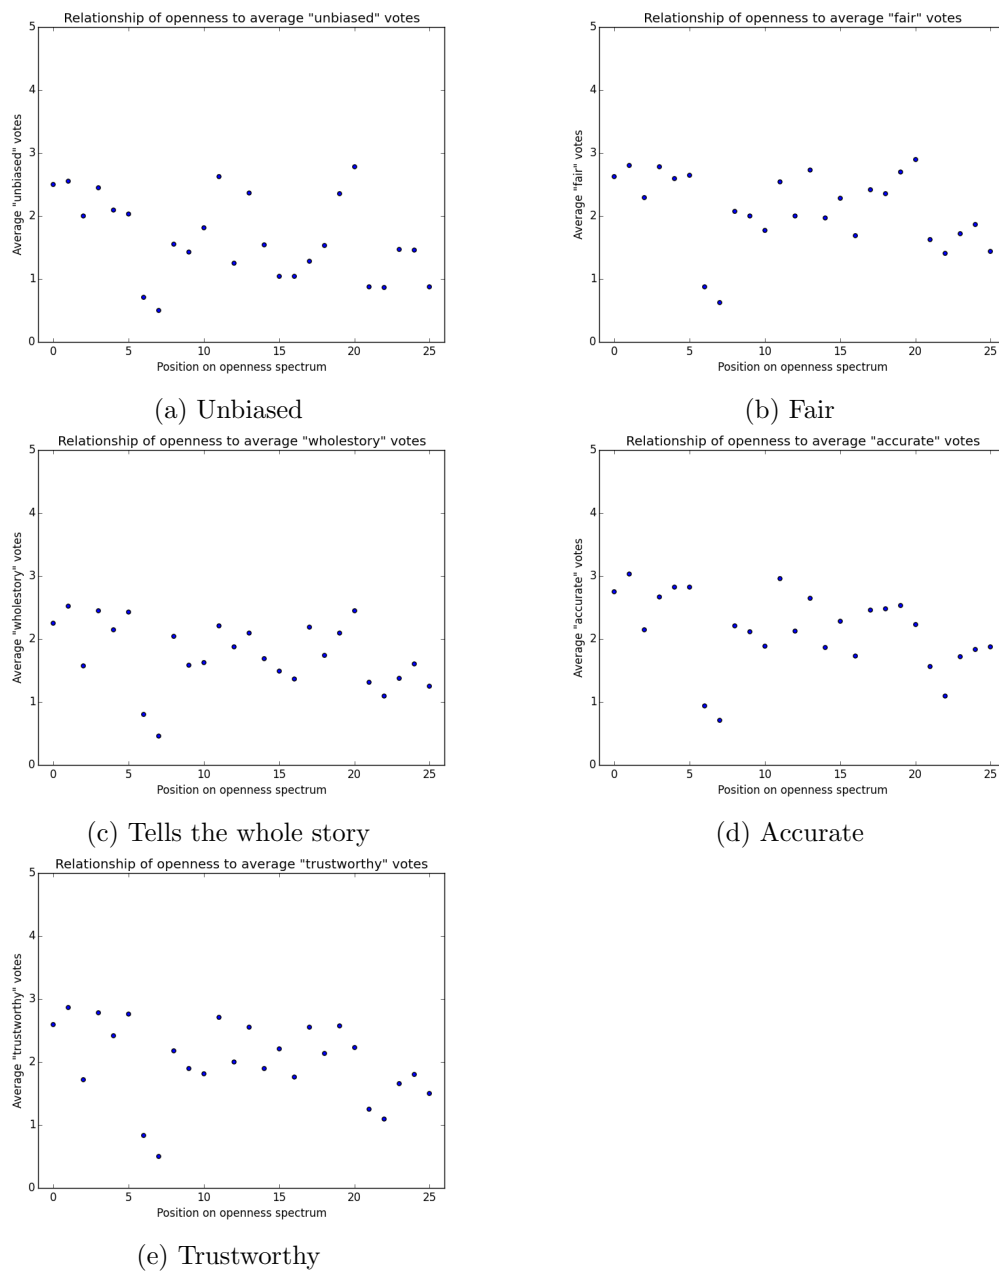 Relationship of openness to average "unbiased" votes
5
4
3
2
1
0
Average "unbiased" votes
0 5 10 15 20 25
Position on openness spectrum
(a) Unbiased
Relationship of openness to average "fair" votes
5
4
3
2
1
0
Average "fair" votes
0 5 10 15 20 25
Position on openness spectrum
(b) Fair
Relationship of openness to average "wholestory" votes
5
4
3
2
1
0
Average "wholestory" votes
0 5 10 15 20 25
Position on openness spectrum
(c) Tells the whole story
Relationship of openness to average "accurate" votes
5
4
3
2
1
0
Average "accurate" votes
0 5 10 15 20 25
Position on openness spectrum
(d) Accurate
Relationship of openness to average "trustworthy" votes
5
4
3
2
1
0
Average "trustworthy" votes
0 5 10 15 20 25
Position on openness spectrum
(e) Trustworthy